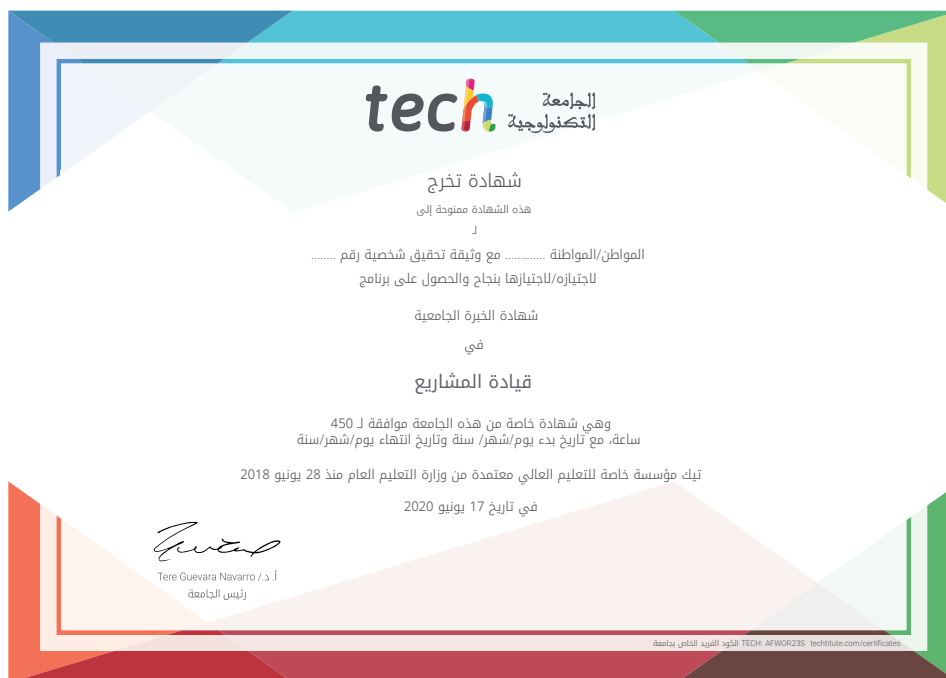 tech الجامعة
التكنولوجية
شهادة تخرج
هذه الشهادة ممنوحة إلى
لـ
المواطن/المواطنة ............. مع وثيقة تحقيق شخصية رقم ........
لاجتيازه/لاجتيازها بنجاح والحصول على برنامج
شهادة الخبرة الجامعية
في
قيادة المشاريع
وهي شهادة خاصة من هذه الجامعة موافقة لـ 450
ساعة، مع تاريخ بدء يوم/شهر/ سنة وتاريخ انتهاء يوم/شهر/سنة
تيك مؤسسة خاصة للتعليم العالي معتمدة من وزارة التعليم العام منذ 28 يونيو 2018
في تاريخ 17 يونيو 2020
أ. د./ Tere Guevara Navarro
رئيس الجامعة
الكود الفريد الخاص بجامعة TECH: AFWOR23S techtitute.com/certificates